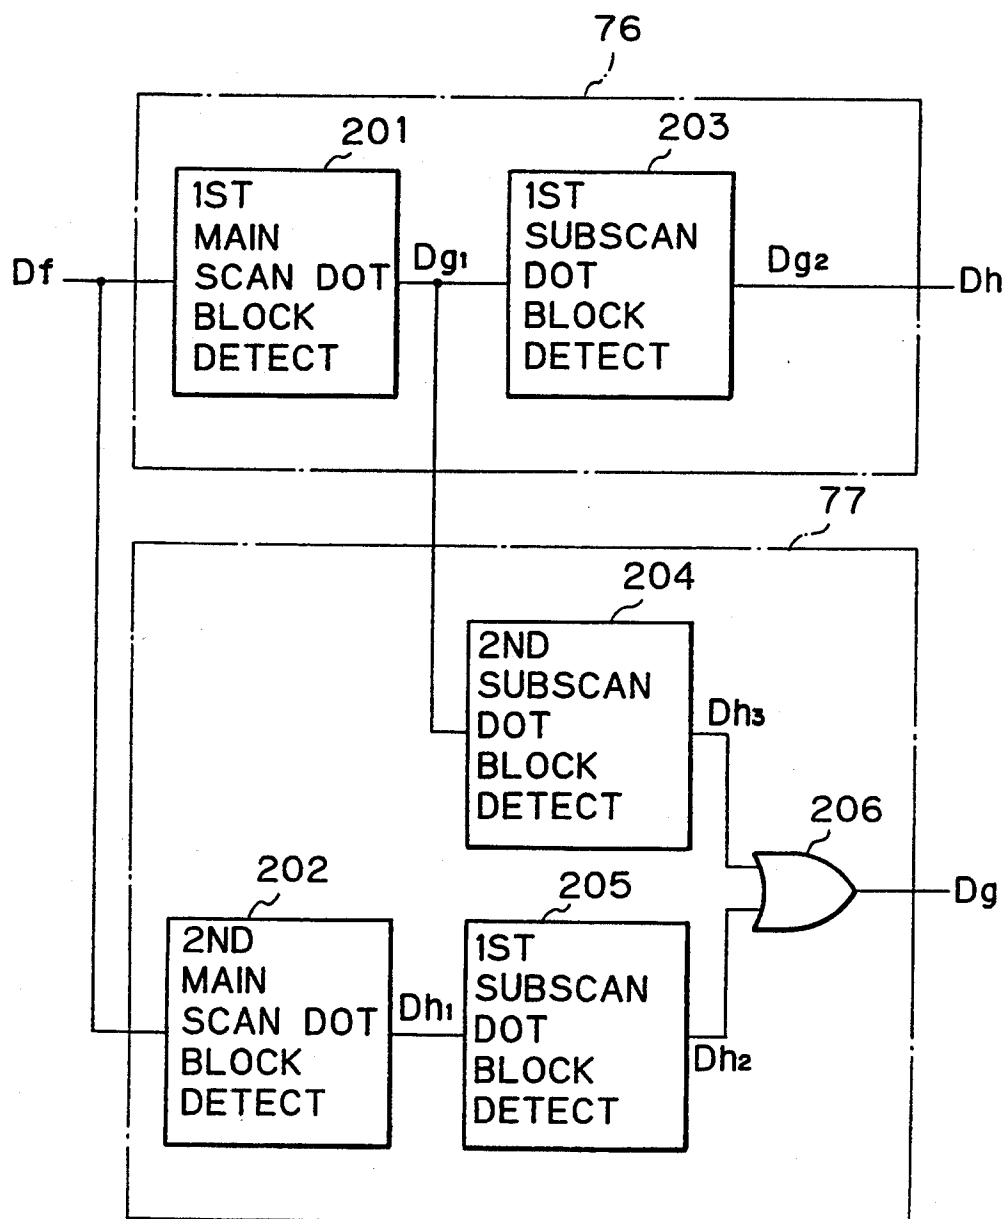 76
201
203
1ST
MAIN
SCAN DOT
BLOCK
DETECT
1ST
SUBSCAN
DOT
BLOCK
DETECT
Df
Dg1
Dg2
Dh
77
204
2ND
SUBSCAN
DOT
BLOCK
DETECT
Dh3
206
Dg
202
2ND
MAIN
SCAN DOT
BLOCK
DETECT
Dh1
205
1ST
SUBSCAN
DOT
BLOCK
DETECT
Dh2